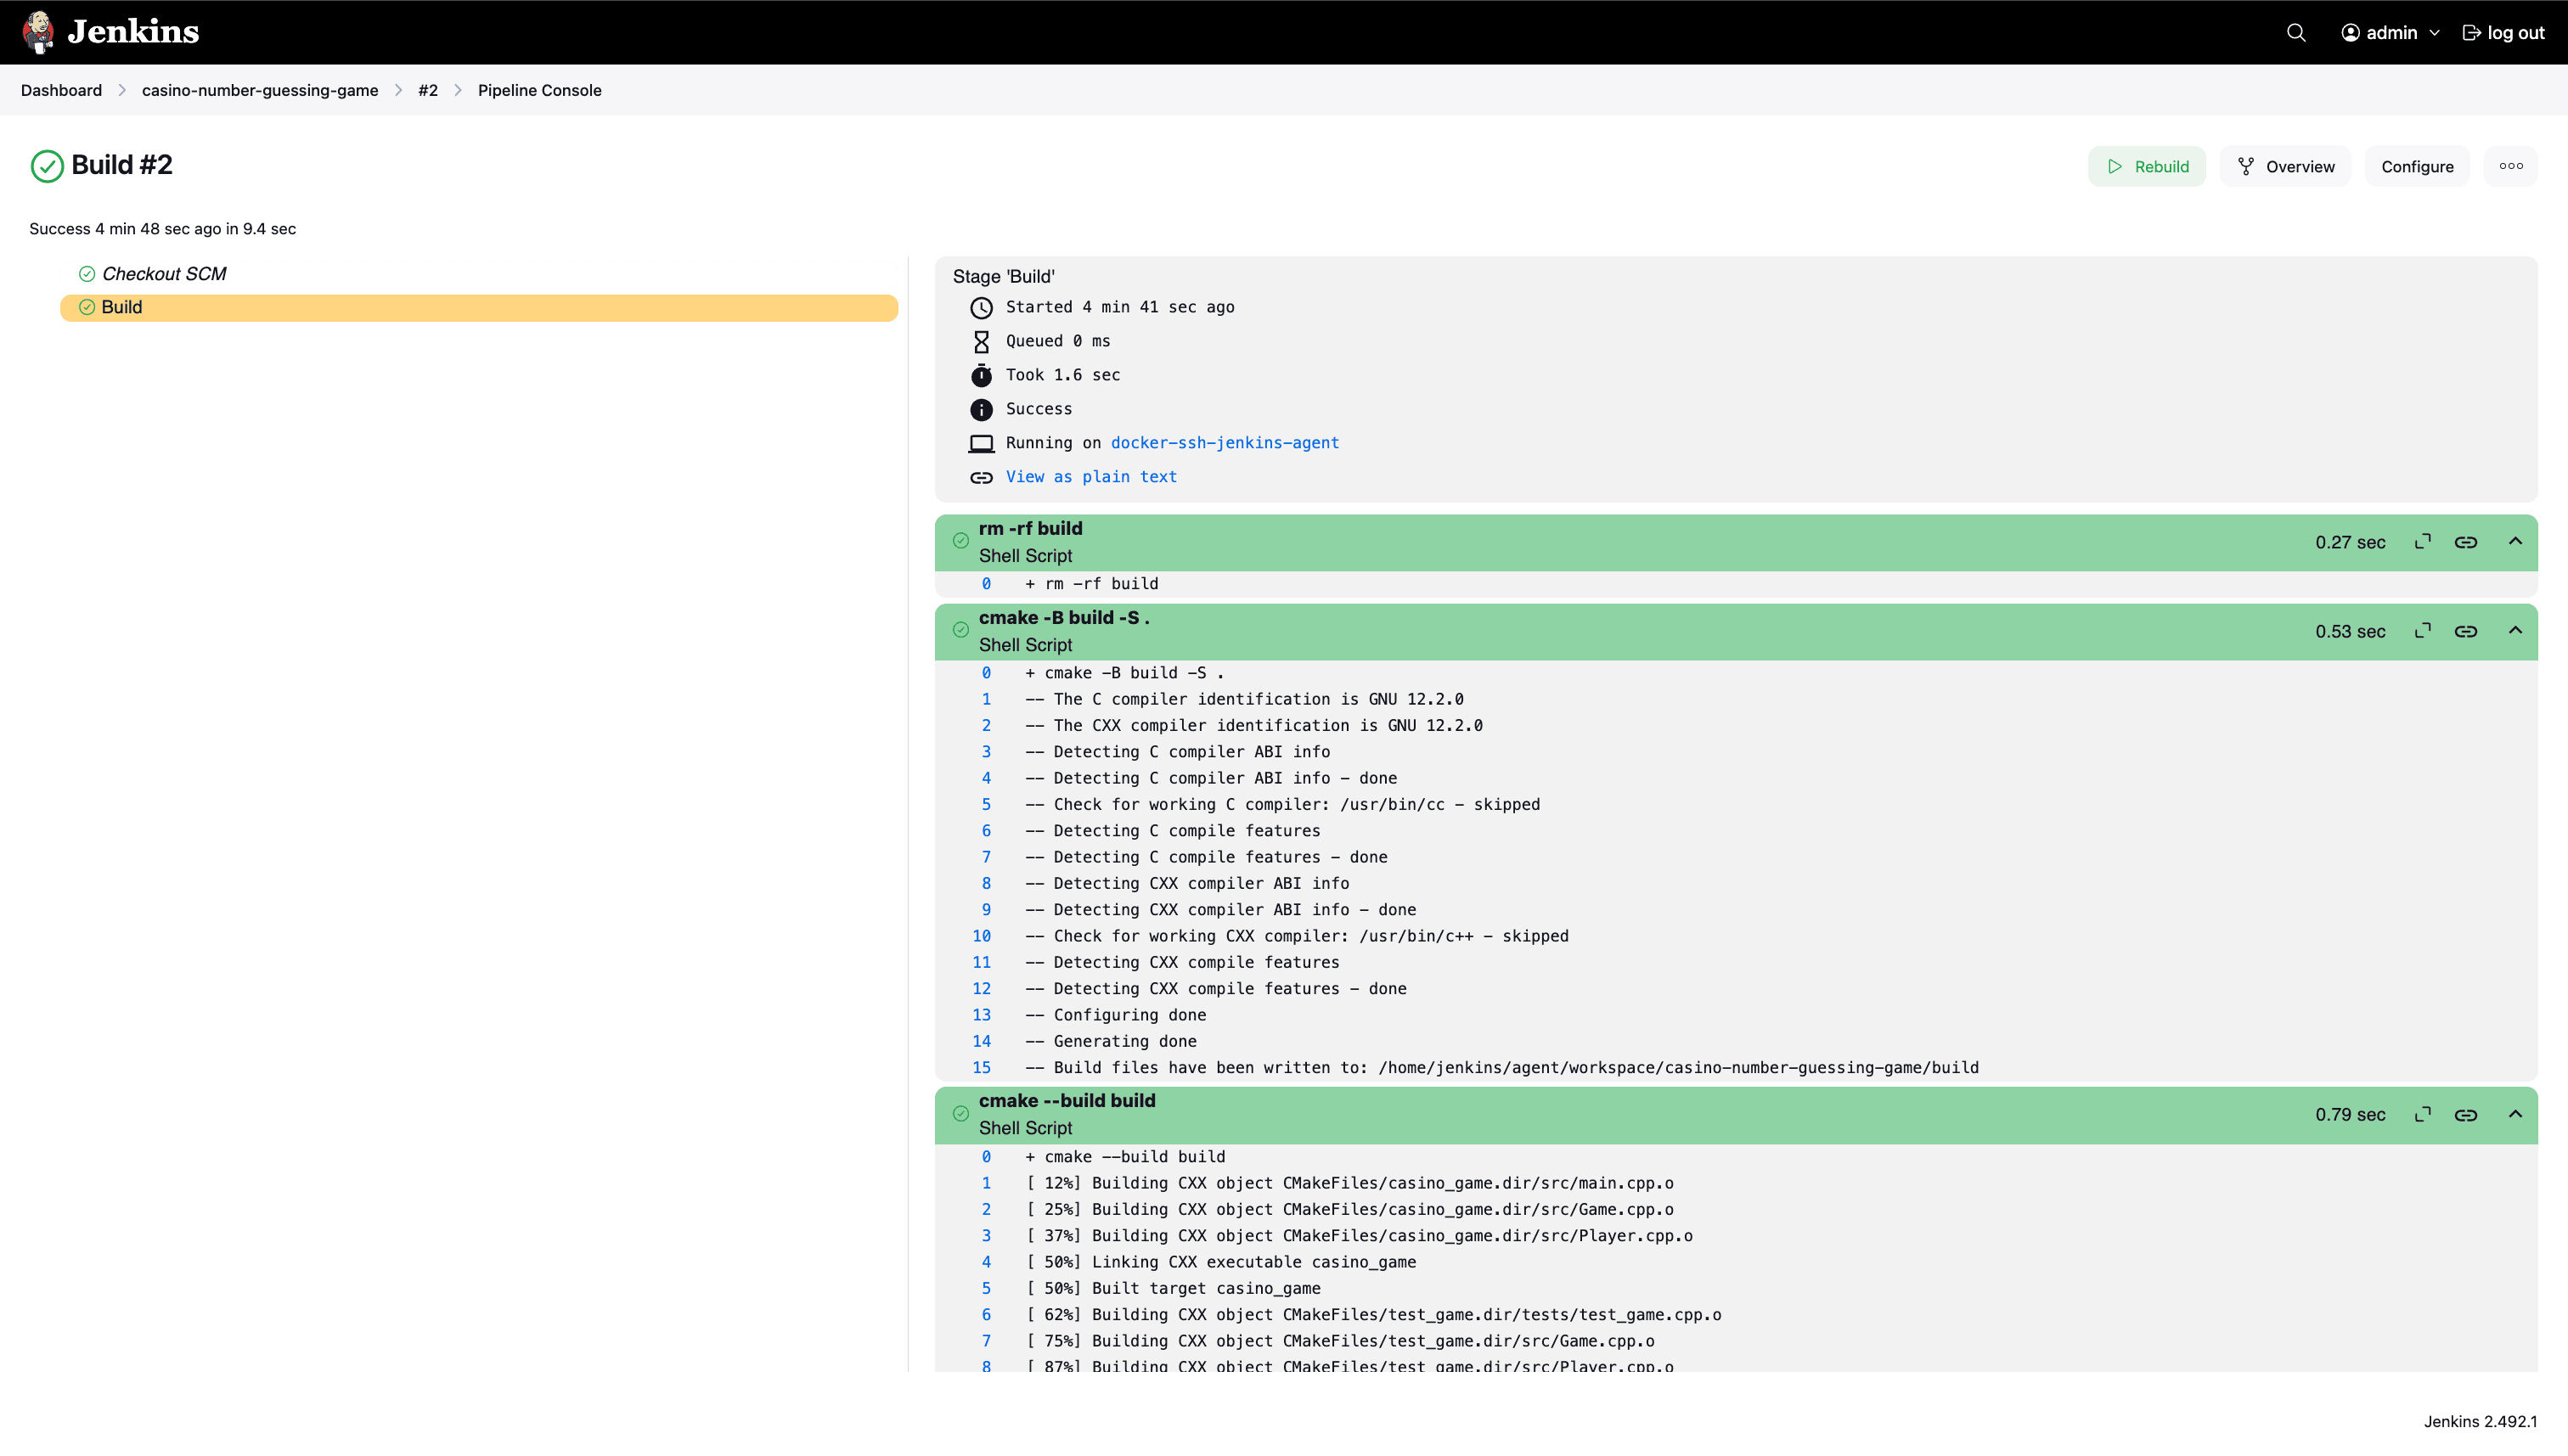 Jenkins
admin
log out
Dashboard
casino-number-guessing-game
#2
Pipeline Console
Build #2
Rebuild
Overview
Configure
Success 4 min 48 sec ago in 9.4 sec
Checkout SCM
Build
Stage 'Build'
Started 4 min 41 sec ago
Queued 0 ms
Took 1.6 sec
Success
Running on docker-ssh-jenkins-agent
View as plain text
rm -rf build
Shell Script
0.27 sec
0 + rm -rf build
cmake -B build -S .
Shell Script
0.53 sec
0 + cmake -B build -S .
1 -- The C compiler identification is GNU 12.2.0
2 -- The CXX compiler identification is GNU 12.2.0
3 -- Detecting C compiler ABI info
4 -- Detecting C compiler ABI info - done
5 -- Check for working C compiler: /usr/bin/cc - skipped
6 -- Detecting C compile features
7 -- Detecting C compile features - done
8 -- Detecting CXX compiler ABI info
9 -- Detecting CXX compiler ABI info - done
10 -- Check for working CXX compiler: /usr/bin/c++ - skipped
11 -- Detecting CXX compile features
12 -- Detecting CXX compile features - done
13 -- Configuring done
14 -- Generating done
15 -- Build files have been written to: /home/jenkins/agent/workspace/casino-number-guessing-game/build
cmake --build build
Shell Script
0.79 sec
0 + cmake --build build
1 [ 12%] Building CXX object CMakeFiles/casino_game.dir/src/main.cpp.o
2 [ 25%] Building CXX object CMakeFiles/casino_game.dir/src/Game.cpp.o
3 [ 37%] Building CXX object CMakeFiles/casino_game.dir/src/Player.cpp.o
4 [ 50%] Linking CXX executable casino_game
5 [ 50%] Built target casino_game
6 [ 62%] Building CXX object CMakeFiles/test_game.dir/tests/test_game.cpp.o
7 [ 75%] Building CXX object CMakeFiles/test_game.dir/src/Game.cpp.o
8 [ 87%] Building CXX object CMakeFiles/test_game.dir/src/Player.cpp.o
Jenkins 2.492.1